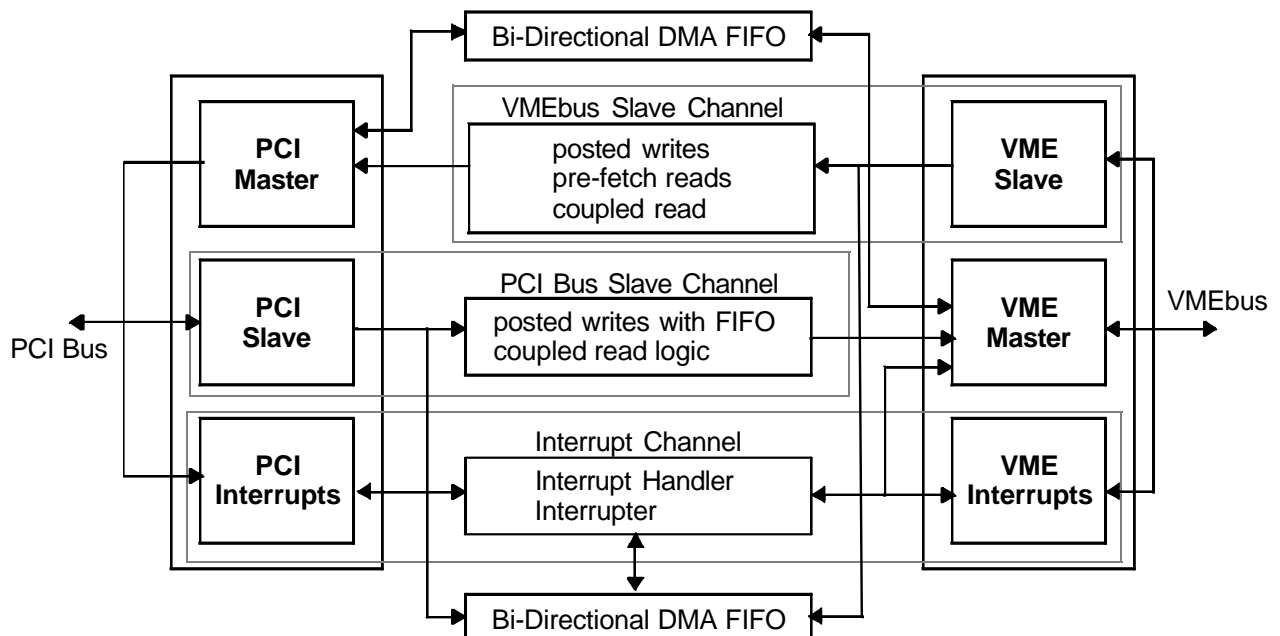 Bi-Directional DMA FIFO
VMEbus Slave Channel
PCI
Master
posted writes
pre-fetch reads
coupled read
VME
Slave
PCI Bus Slave Channel
PCI
Slave
posted writes with FIFO
coupled read logic
VME
Master
VMEbus
PCI Bus
Interrupt Channel
PCI
Interrupts
Interrupt Handler
Interrupter
VME
Interrupts
Bi-Directional DMA FIFO